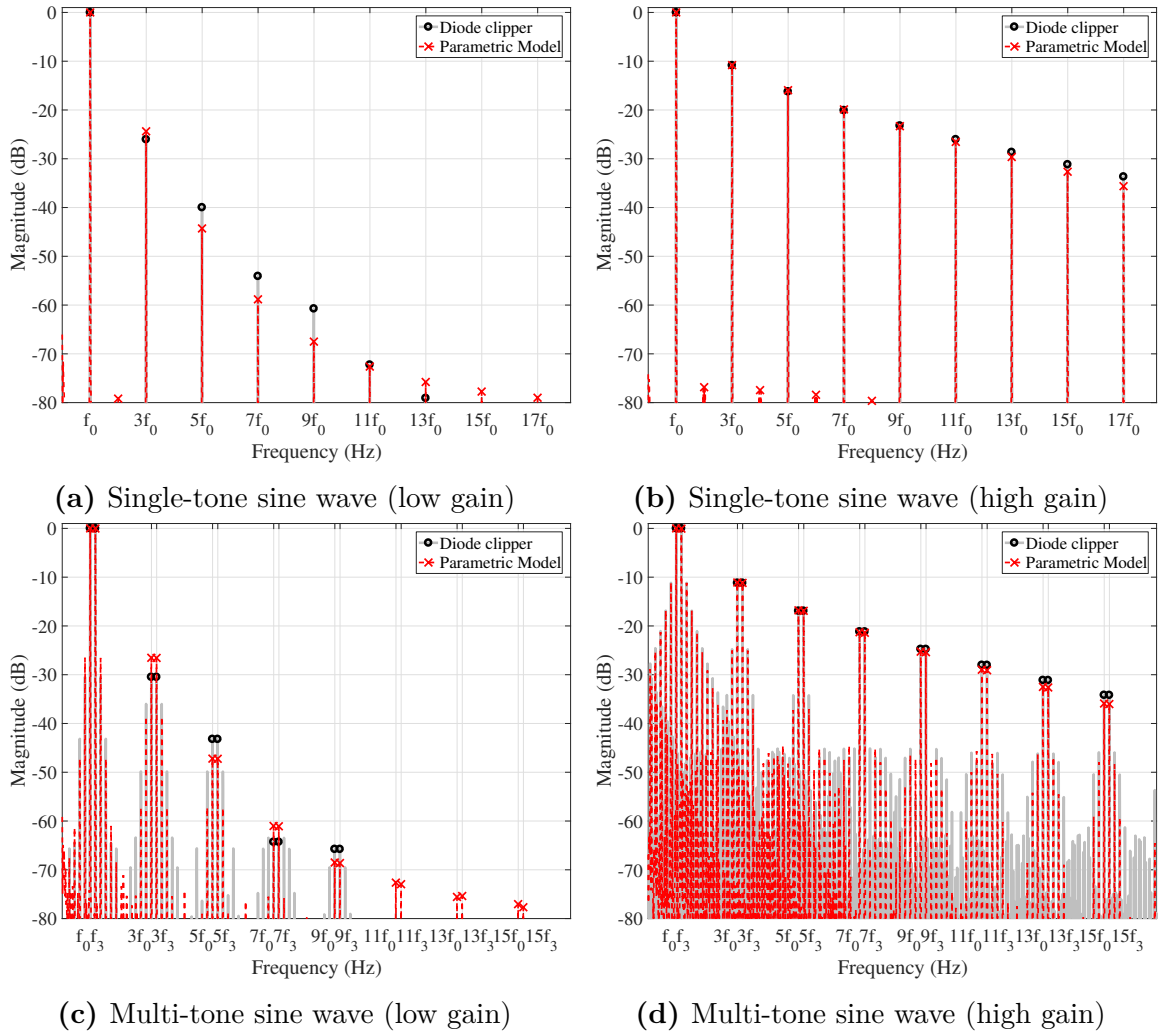 0
-10
-20
-30
-40
-50
-60
-70
-80
Magnitude (dB)
Diode clipper
Parametric Model
f0 3f0 5f0 7f0 9f0 11f0 13f0 15f0 17f0
Frequency (Hz)
(a) Single-tone sine wave (low gain)
0
-10
-20
-30
-40
-50
-60
-70
-80
Magnitude (dB)
Diode clipper
Parametric Model
f0 3f0 5f0 7f0 9f0 11f0 13f0 15f0 17f0
Frequency (Hz)
(b) Single-tone sine wave (high gain)
0
-10
-20
-30
-40
-50
-60
-70
-80
Magnitude (dB)
Diode clipper
Parametric Model
f0f3 3f03f3 5f05f3 7f07f3 9f09f3 11f011f3 13f013f3 15f015f3
Frequency (Hz)
(c) Multi-tone sine wave (low gain)
0
-10
-20
-30
-40
-50
-60
-70
-80
Magnitude (dB)
Diode clipper
Parametric Model
f0f3 3f03f3 5f05f3 7f07f3 9f09f3 11f011f3 13f013f3 15f015f3
Frequency (Hz)
(d) Multi-tone sine wave (high gain)